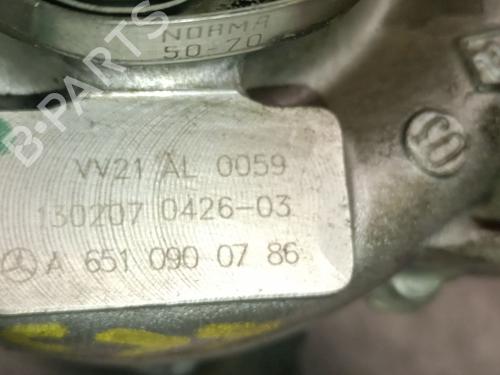 NORMA
50-70
B-PARTS
VV21 AL 0059
130207 0426-03
A 651 090 07 86